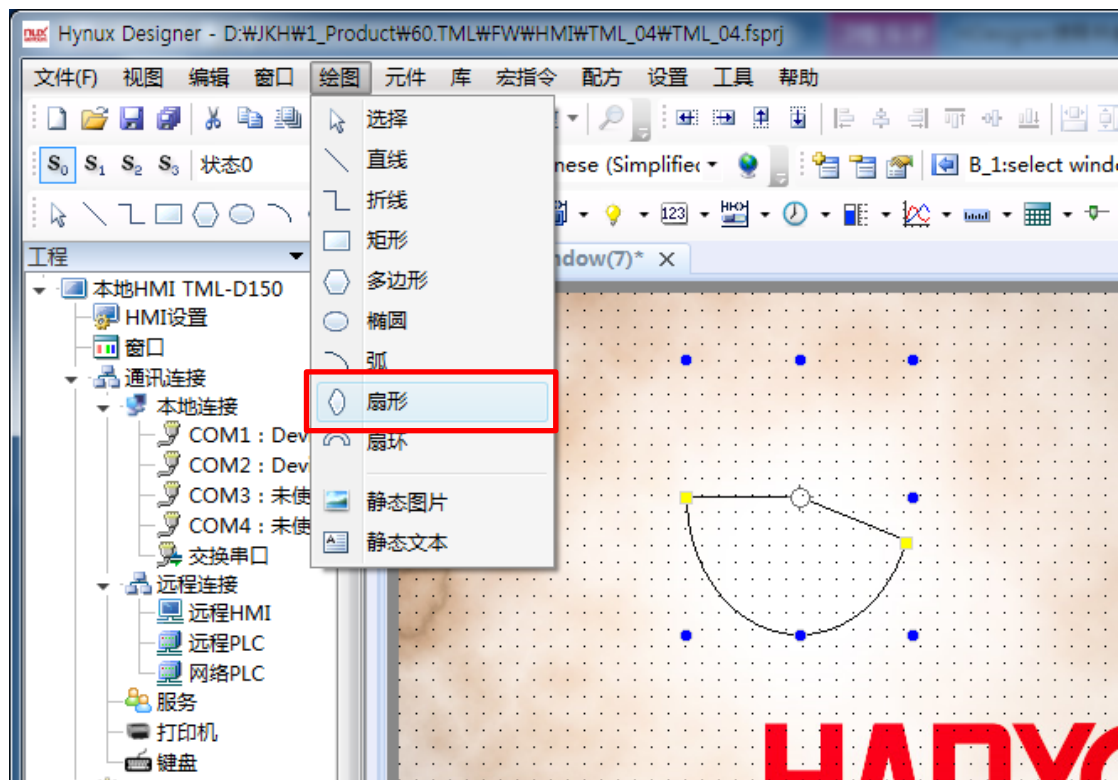 Hynux Designer - D:₩JKH₩1_Product₩60.TML₩FW₩HMI₩TML_04₩TML_04.fsprj
文件(F) 视图 编辑 窗口 绘图 元件 库 宏指令 配方 设置 工具 帮助
S0 S1 S2 S3 状态0
nese (Simplified
B_1:select windo
123
工程
ndow(7)*
本地HMI TML-D150
HMI设置
窗口
通讯连接
本地连接
COM1 : Dev
COM2 : Devi
COM3 : 未使
COM4 : 未使
交换串口
远程连接
远程HMI
远程PLC
网络PLC
服务
打印机
键盘
选择
直线
折线
矩形
多边形
椭圆
弧
扇形
扇环
静态图片
静态文本
HANYO